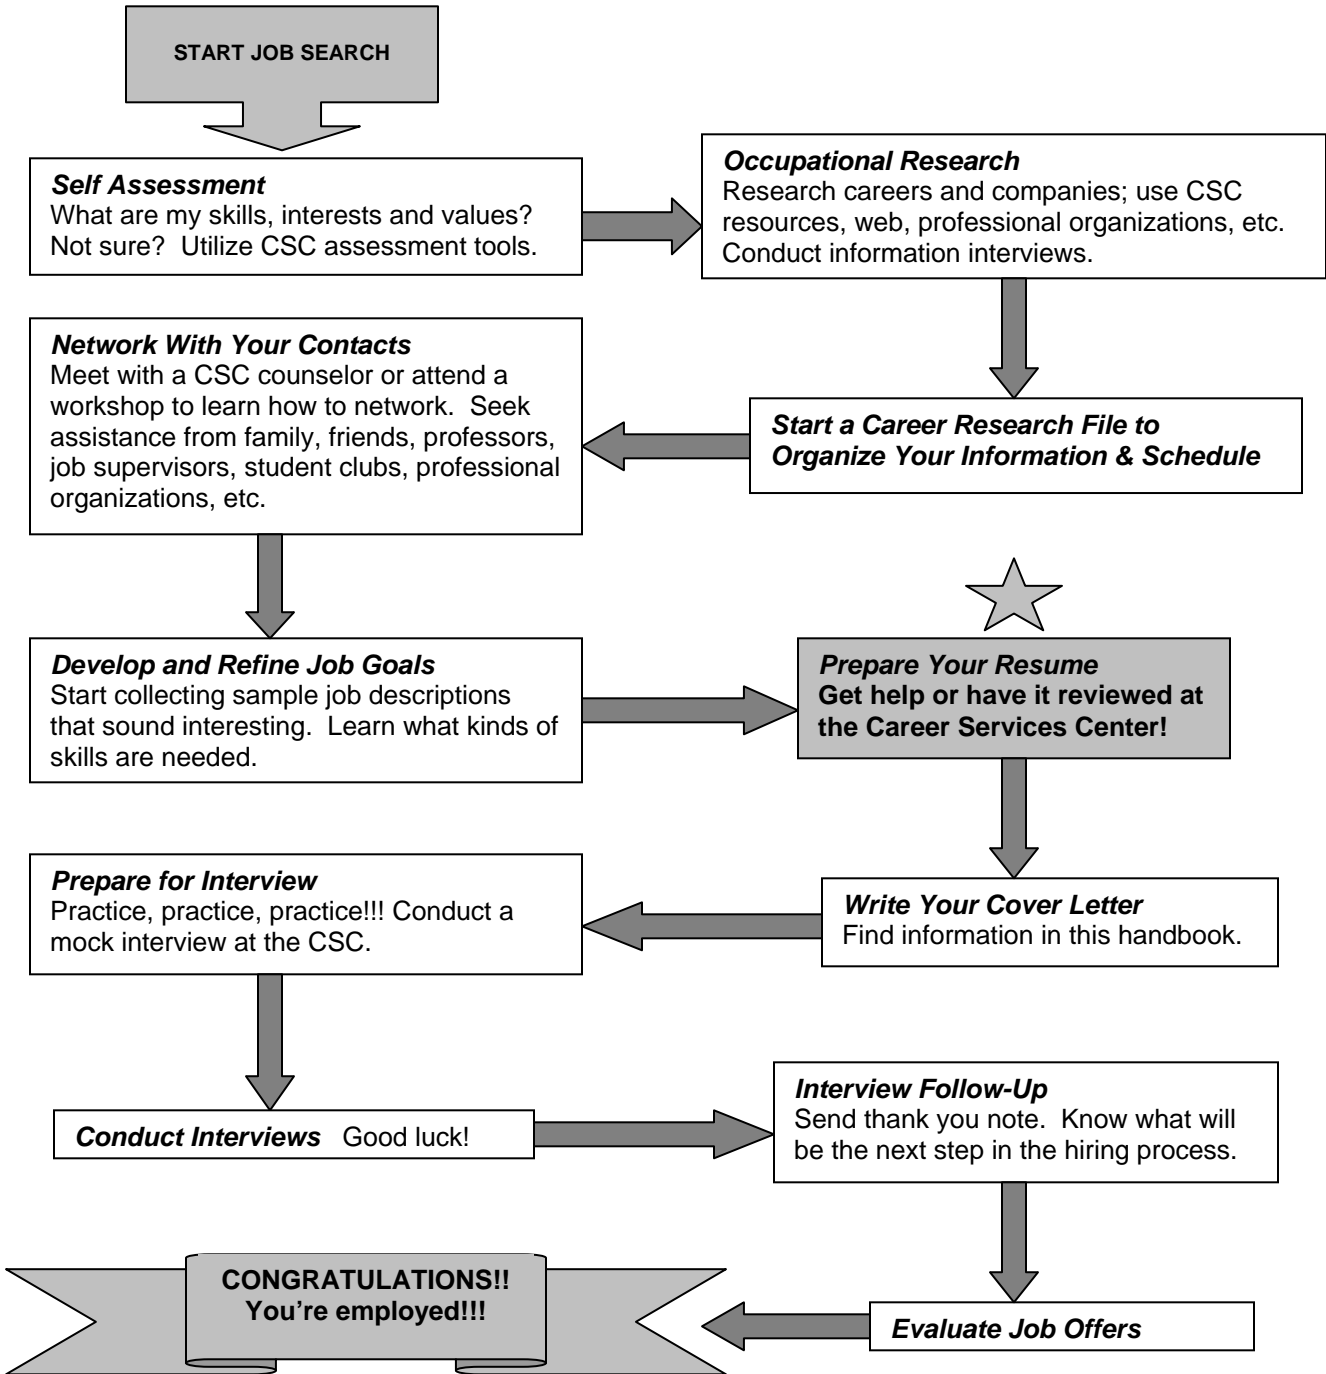 START JOB SEARCH
Self Assessment
What are my skills, interests and values?
Not sure?  Utilize CSC assessment tools.
Occupational Research
Research careers and companies; use CSC
resources, web, professional organizations, etc.
Conduct information interviews.
Start a Career Research File to
Organize Your Information & Schedule
Network With Your Contacts
Meet with a CSC counselor or attend a
workshop to learn how to network.  Seek
assistance from family, friends, professors,
job supervisors, student clubs, professional
organizations, etc.
Develop and Refine Job Goals
Start collecting sample job descriptions
that sound interesting.  Learn what kinds of
skills are needed.
Prepare Your Resume
Get help or have it reviewed at
the Career Services Center!
Write Your Cover Letter
Find information in this handbook.
Prepare for Interview
Practice, practice, practice!!! Conduct a
mock interview at the CSC.
Conduct Interviews   Good luck!
Interview Follow-Up
Send thank you note.  Know what will
be the next step in the hiring process.
Evaluate Job Offers
CONGRATULATIONS!!
You're employed!!!